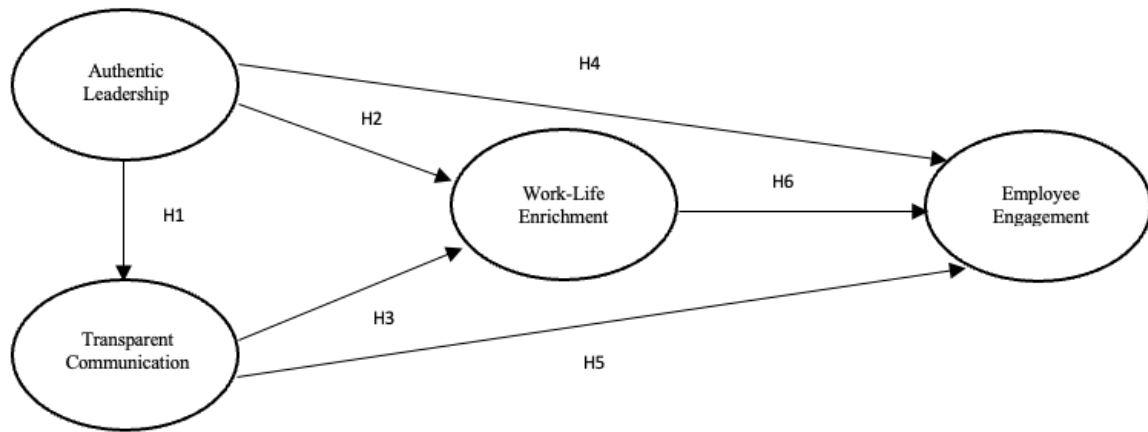 Authentic
Leadership
H4
H2
Work-Life
Enrichment
H6
Employee
Engagement
H1
Transparent
Communication
H3
H5